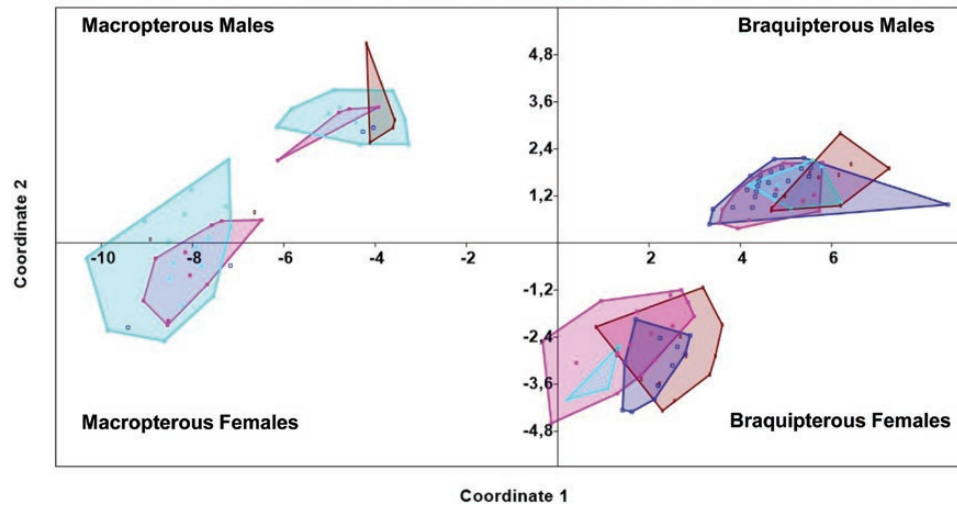 Macropterous Males
Braquipterous Males
4,8
3,6
2,4
1,2
-10
-8
-6
-4
2
4
6
-1,2
-2,4
-3,6
-4,8
Macropterous Females
Braquipterous Females
Coordinate 2
Coordinate 1